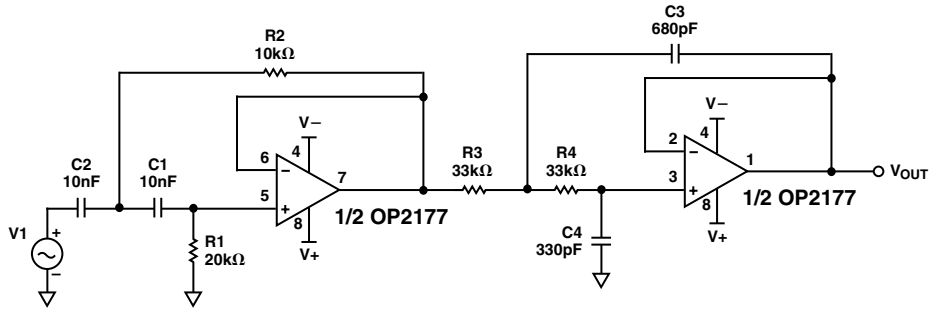 C3
680pF
R2
10kΩ
V−
V−
C2
10nF
C1
10nF
6
4
7
−
5
+
8
1/2 OP2177
V+
R3
33kΩ
R4
33kΩ
2
4
1
−
3
+
8
1/2 OP2177
V+
VOUT
V1
+
−
R1
20kΩ
C4
330pF